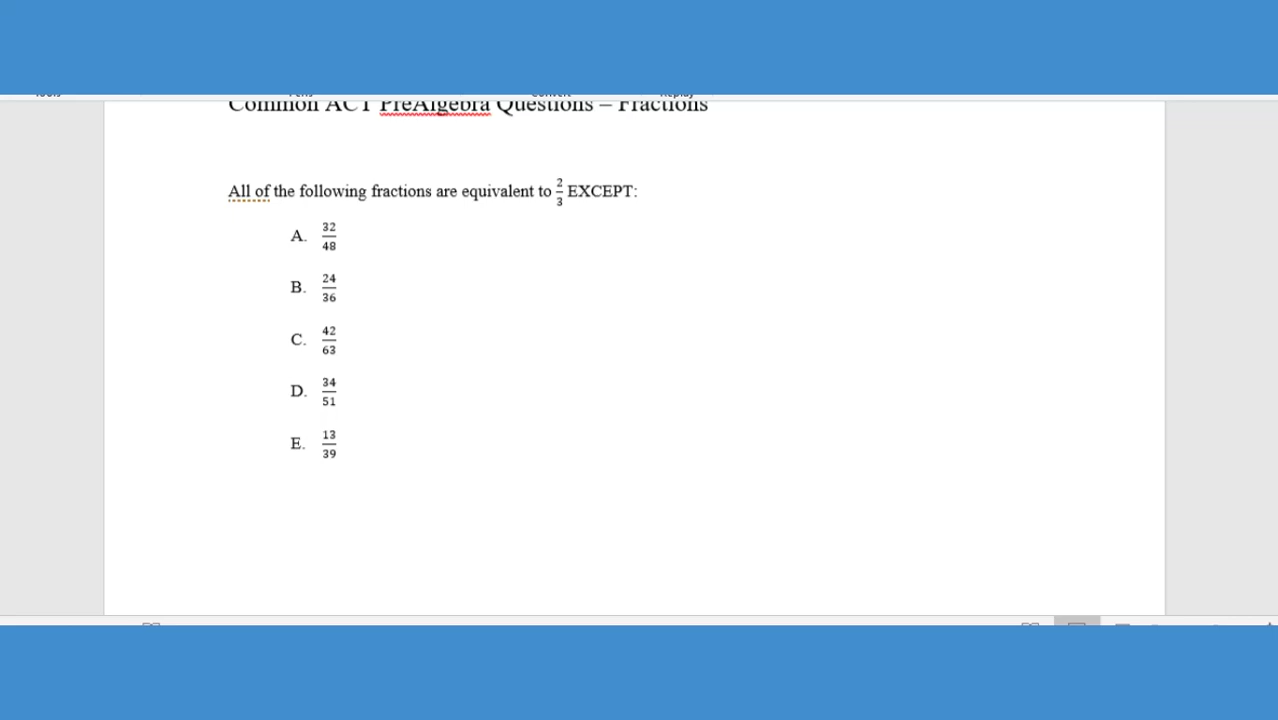 Common ACT PreAlgebra Questions – Fractions
All of the following fractions are equivalent to 2/3 EXCEPT:
A. 32/48
B. 24/36
C. 42/63
D. 34/51
E. 13/39